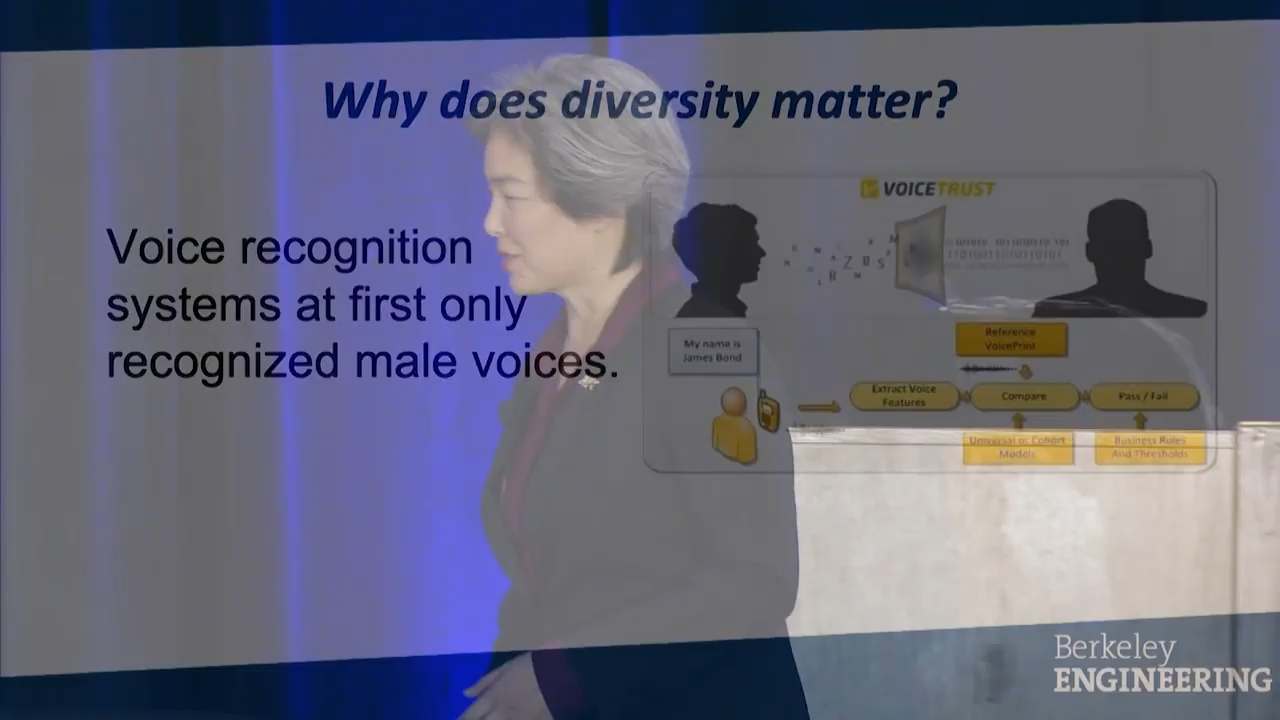 Why does diversity matter?
Voice recognition
systems at first only
recognized male voices.
VOICETRUST
My name is
James Bond
Reference
VoicePrint
Extract Voice
Features
Compare
Pass / Fail
Universal or Cohort
Models
Business Rules
And Thresholds
Berkeley
ENGINEERING